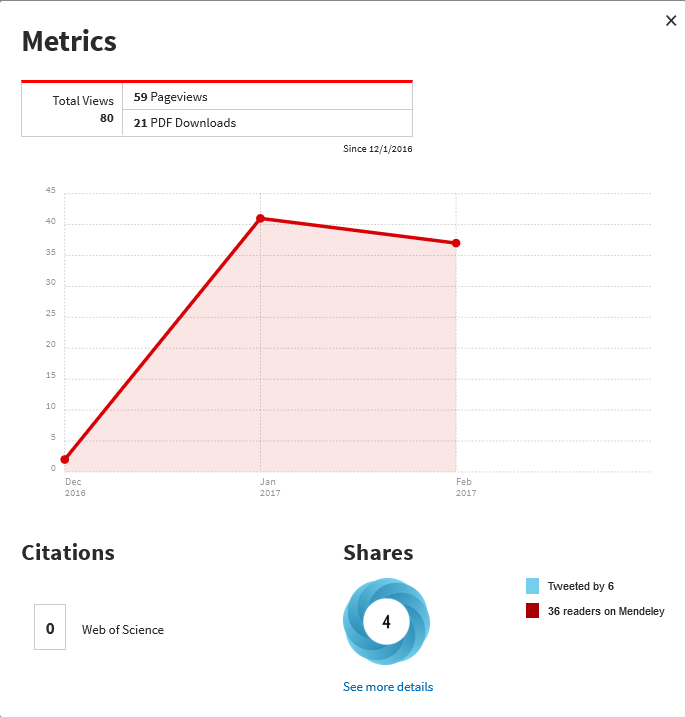 ×
Metrics
Total Views
80
59 Pageviews
21 PDF Downloads
Since 12/1/2016
45
40
35
30
25
20
15
10
5
0
Dec
2016
Jan
2017
Feb
2017
Citations
0
Web of Science
Shares
4
See more details
Tweeted by 6
36 readers on Mendeley